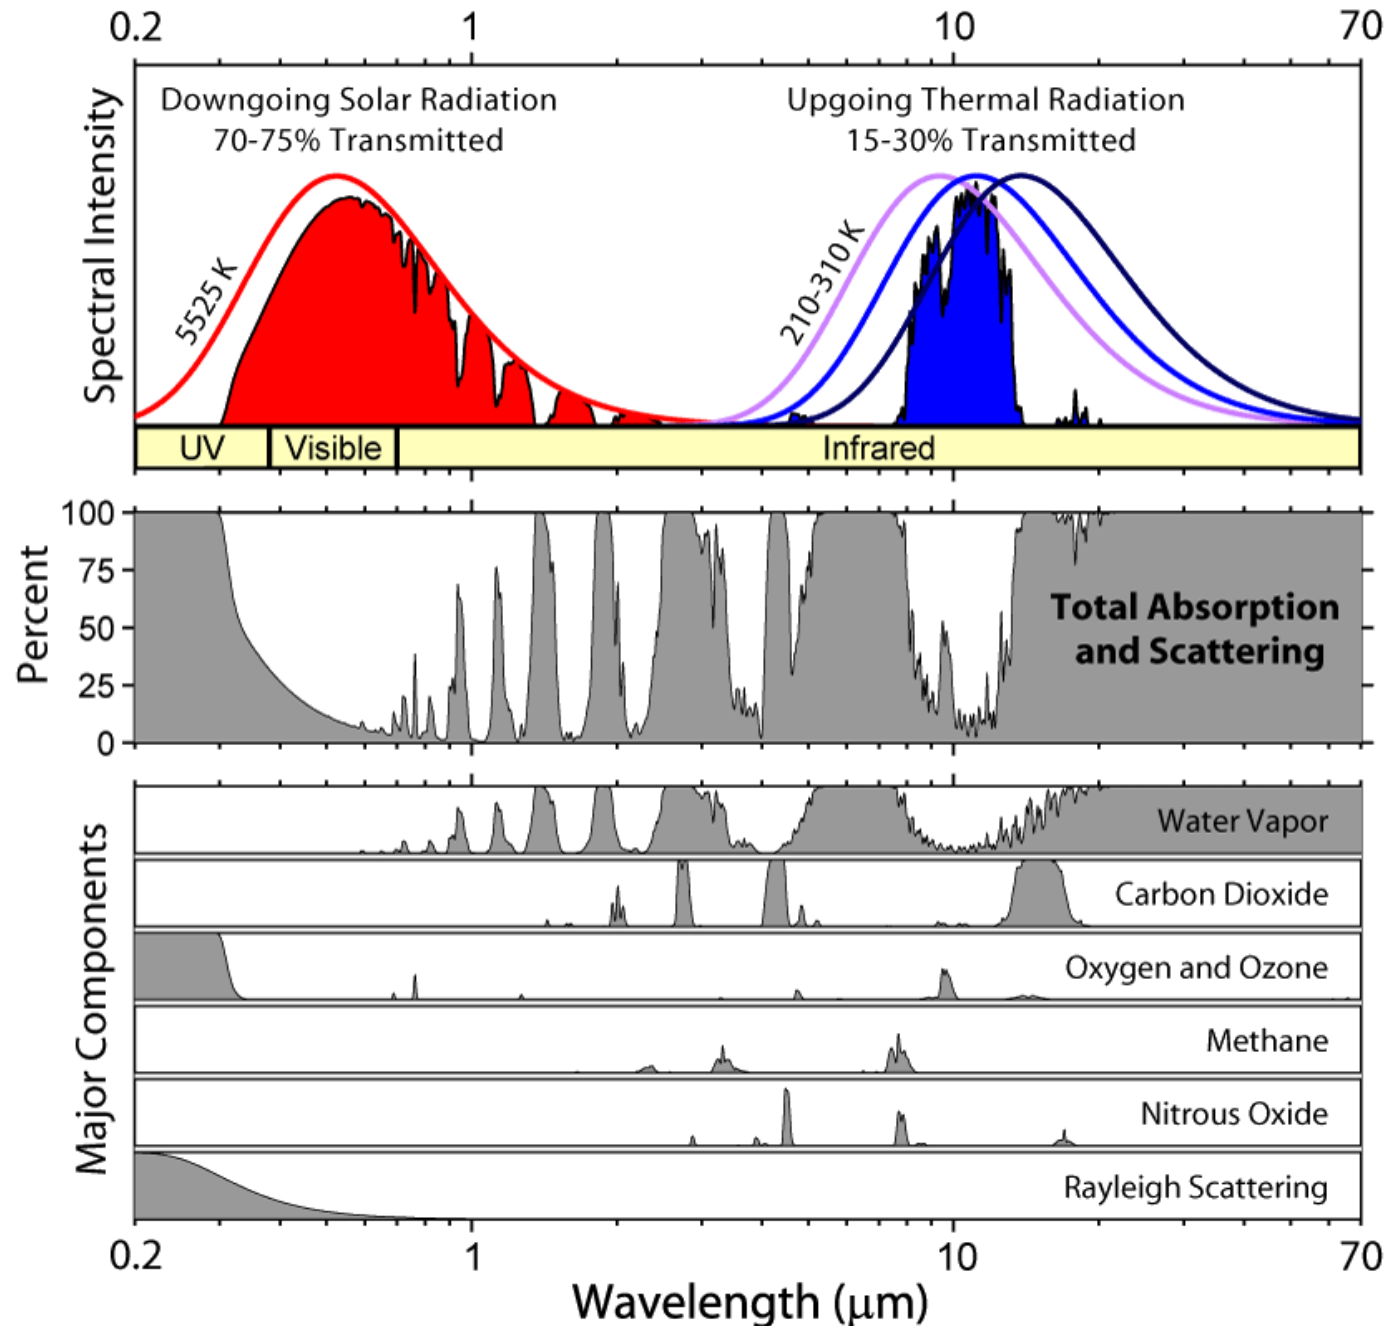 0.2 1 10 70
Downgoing Solar Radiation
70-75% Transmitted
Upgoing Thermal Radiation
15-30% Transmitted
Spectral Intensity
5525 K
210-310 K
UV Visible Infrared
Percent
100
75
50
25
0
Total Absorption
and Scattering
Major Components
Water Vapor
Carbon Dioxide
Oxygen and Ozone
Methane
Nitrous Oxide
Rayleigh Scattering
0.2 1 10 70
Wavelength (μm)